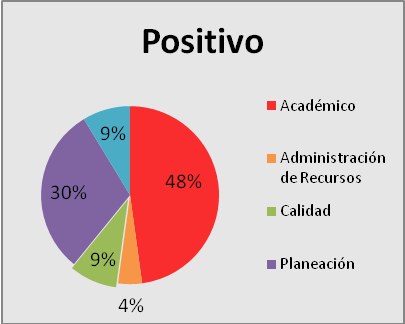 Positivo
9%
48%
30%
9%
4%
Académico
Administración
de Recursos
Calidad
Planeación